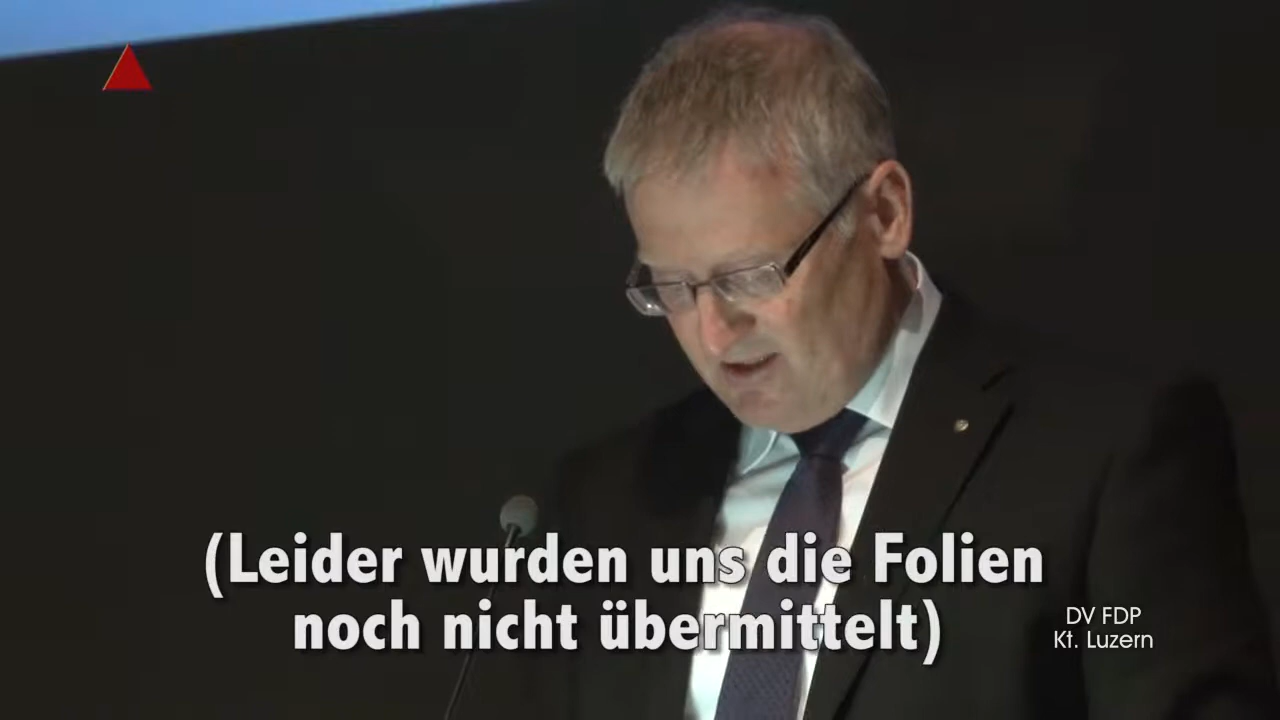 (Leider wurden uns die Folien
noch nicht übermittelt)
DV FDP
Kt. Luzern